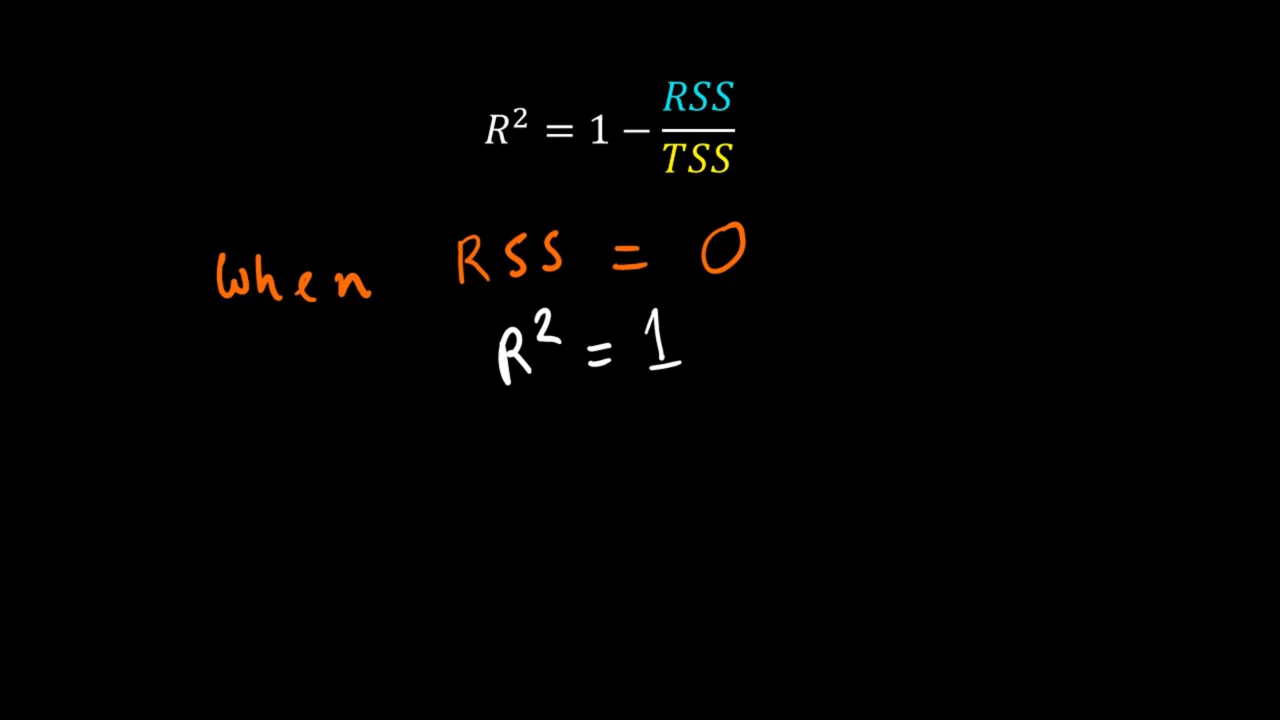 R² = 1 − RSS/TSS
When RSS = 0
R² = 1